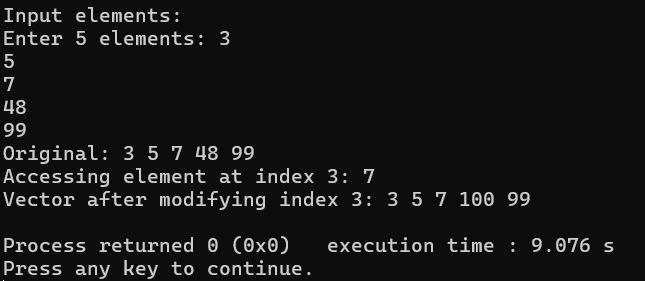 Input elements:
Enter 5 elements: 3
5
7
48
99
Original: 3 5 7 48 99
Accessing element at index 3: 7
Vector after modifying index 3: 3 5 7 100 99

Process returned 0 (0x0)   execution time : 9.076 s
Press any key to continue.